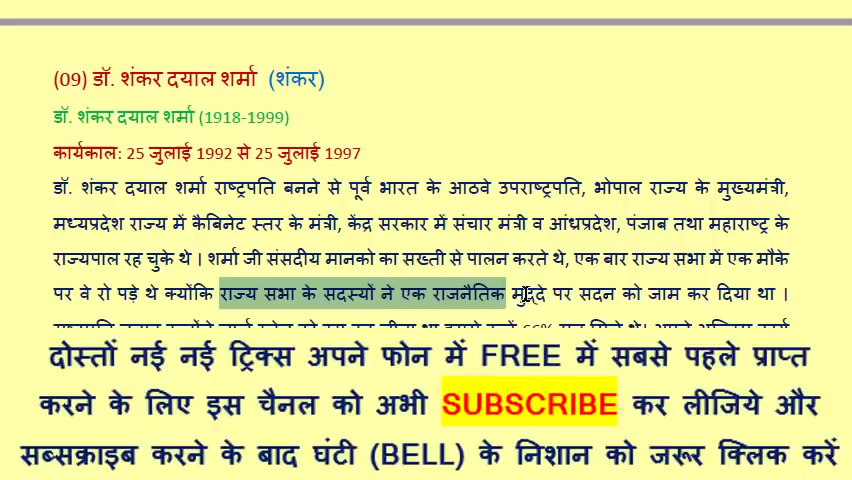 (09) डॉ. शंकर दयाल शर्मा (शंकर)
डॉ. शंकर दयाल शर्मा (1918-1999)
कार्यकाल: 25 जुलाई 1992 से 25 जुलाई 1997
डॉ. शंकर दयाल शर्मा राष्ट्रपति बनने से पूर्व भारत के आठवे उपराष्ट्रपति, भोपाल राज्य के मुख्यमंत्री,
मध्यप्रदेश राज्य में कैबिनेट स्तर के मंत्री, केंद्र सरकार में संचार मंत्री व आंध्रप्रदेश, पंजाब तथा महाराष्ट्र के
राज्यपाल रह चुके थे । शर्मा जी संसदीय मानको का सख्ती से पालन करते थे, एक बार राज्य सभा में एक मौके
पर वे रो पड़े थे क्योंकि राज्य सभा के सदस्यों ने एक राजनैतिक मुद्दे पर सदन को जाम कर दिया था ।
दोस्तों नई नई ट्रिक्स अपने फोन में FREE में सबसे पहले प्राप्त
करने के लिए इस चैनल को अभी SUBSCRIBE कर लीजिये और
सब्सक्राइब करने के बाद घंटी (BELL) के निशान को जरूर क्लिक करें